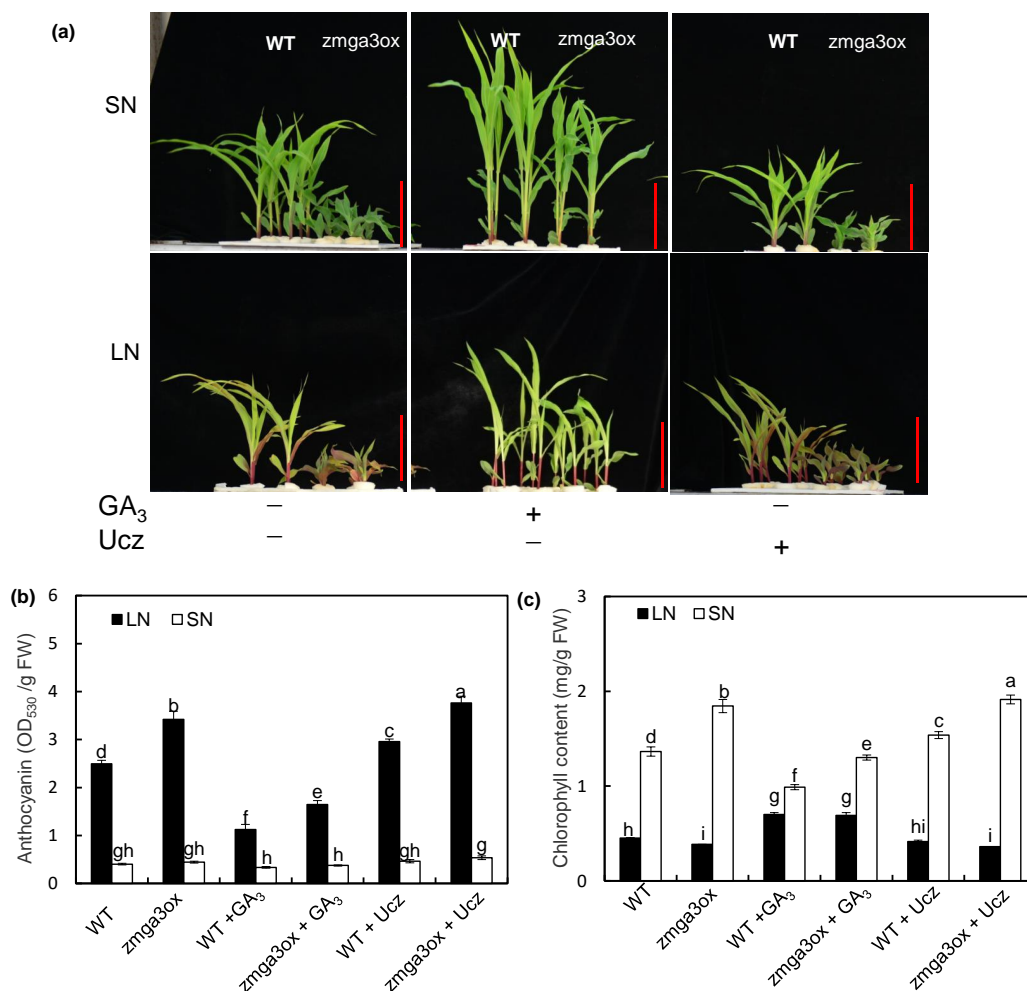 (a)
WT zmga3ox
WT zmga3ox
WT zmga3ox
SN
LN
GA3 – + –
Ucz – – +
(b)
Anthocyanin (OD530 /g FW)
LN SN
6
5
4
3
2
1
0
d
gh
b
gh
f
h
e
h
c
gh
a
g
WT
zmga3ox
WT +GA3
zmga3ox + GA3
WT + Ucz
zmga3ox + Ucz
(c)
Chlorophyll content (mg/g FW)
LN SN
3
2
1
0
h
d
i
b
g
f
g
e
hi
c
i
a
WT
zmga3ox
WT +GA3
zmga3ox + GA3
WT + Ucz
zmga3ox + Ucz